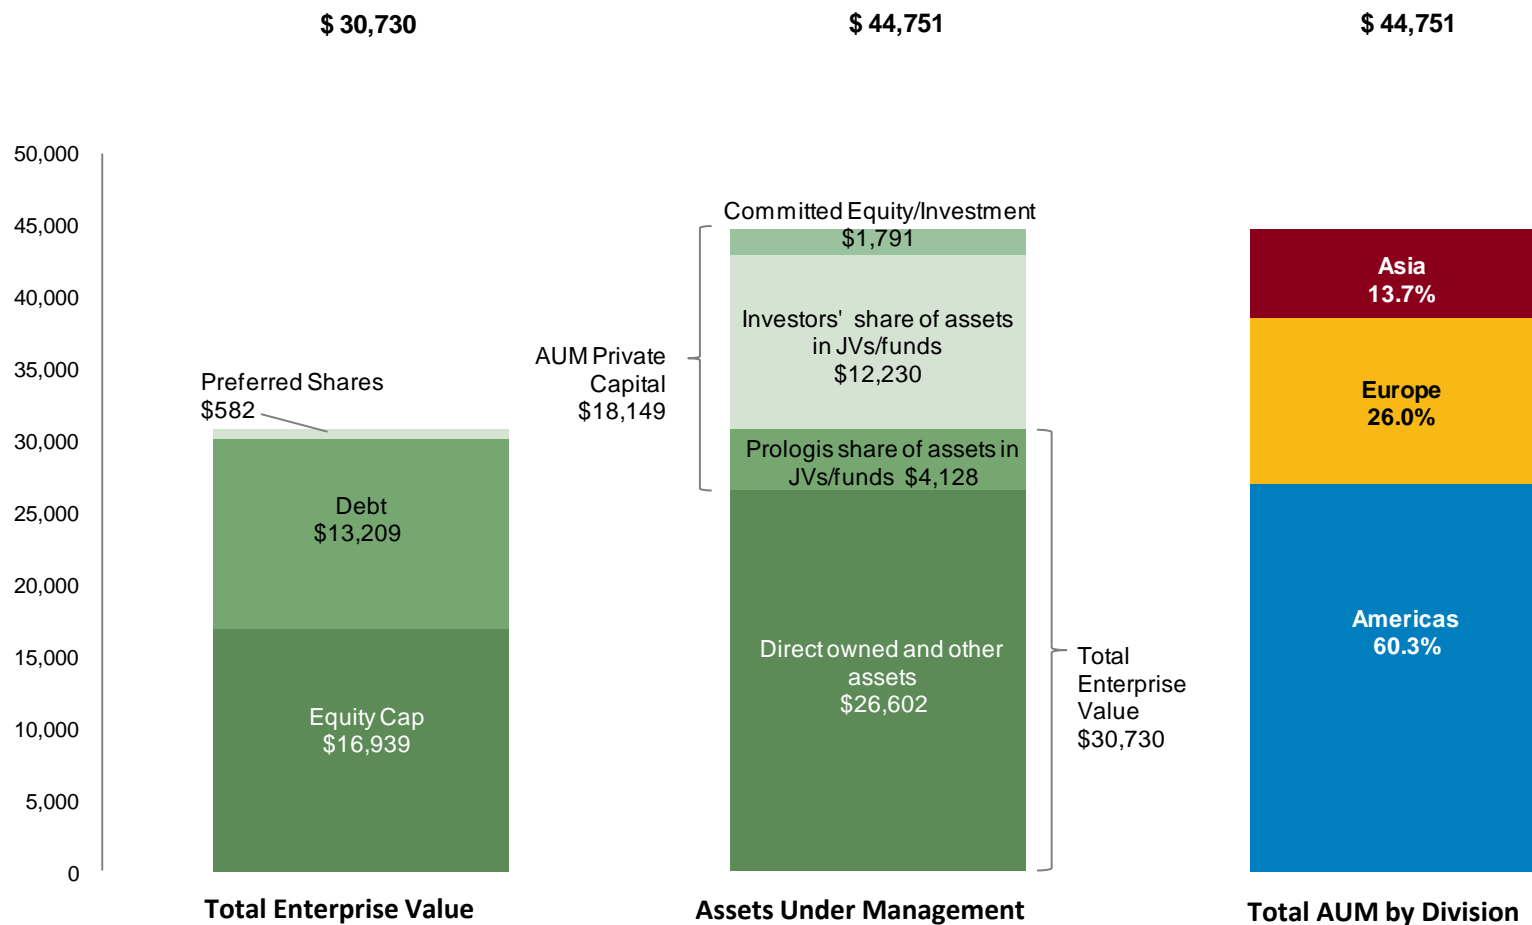 $ 30,730
$ 44,751
$ 44,751
50,000
45,000
40,000
35,000
30,000
25,000
20,000
15,000
10,000
5,000
0
Preferred Shares
$582
Debt
$13,209
Equity Cap
$16,939
AUM Private
Capital
$18,149
Committed Equity/Investment
$1,791
Investors' share of assets
in JVs/funds
$12,230
Prologis share of assets in
JVs/funds $4,128
Direct owned and other
assets
$26,602
Total
Enterprise
Value
$30,730
Asia
13.7%
Europe
26.0%
Americas
60.3%
Total Enterprise Value
Assets Under Management
Total AUM by Division